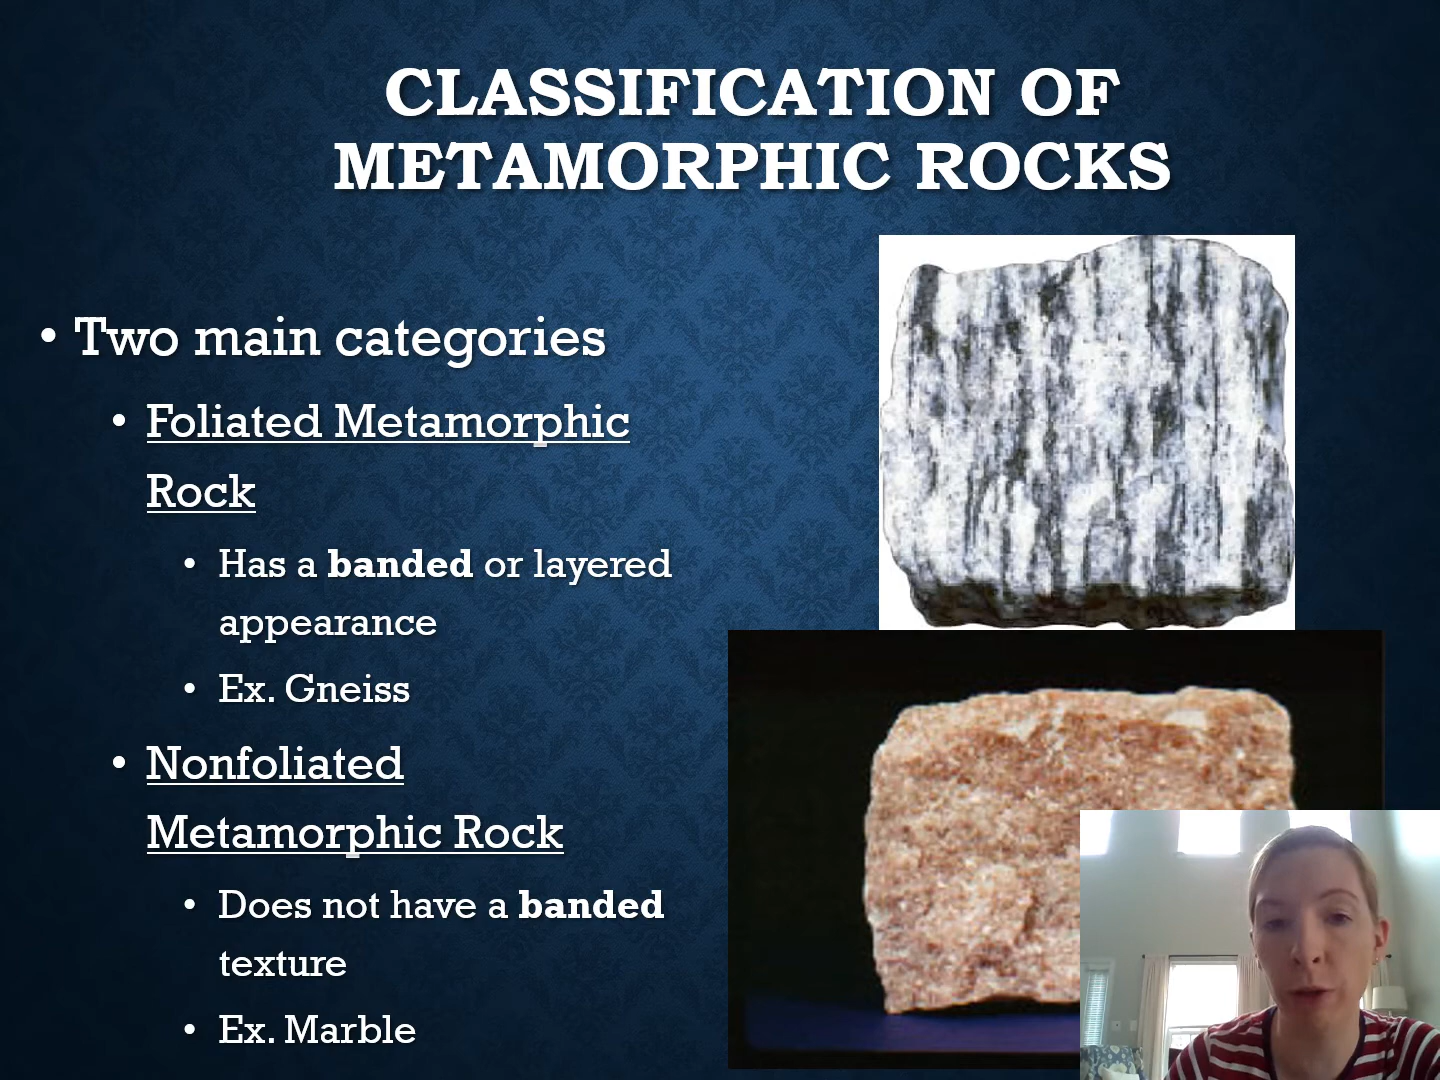 CLASSIFICATION OF
METAMORPHIC ROCKS
• Two main categories
• Foliated Metamorphic
Rock
• Has a banded or layered
appearance
• Ex. Gneiss
• Nonfoliated
Metamorphic Rock
• Does not have a banded
texture
• Ex. Marble